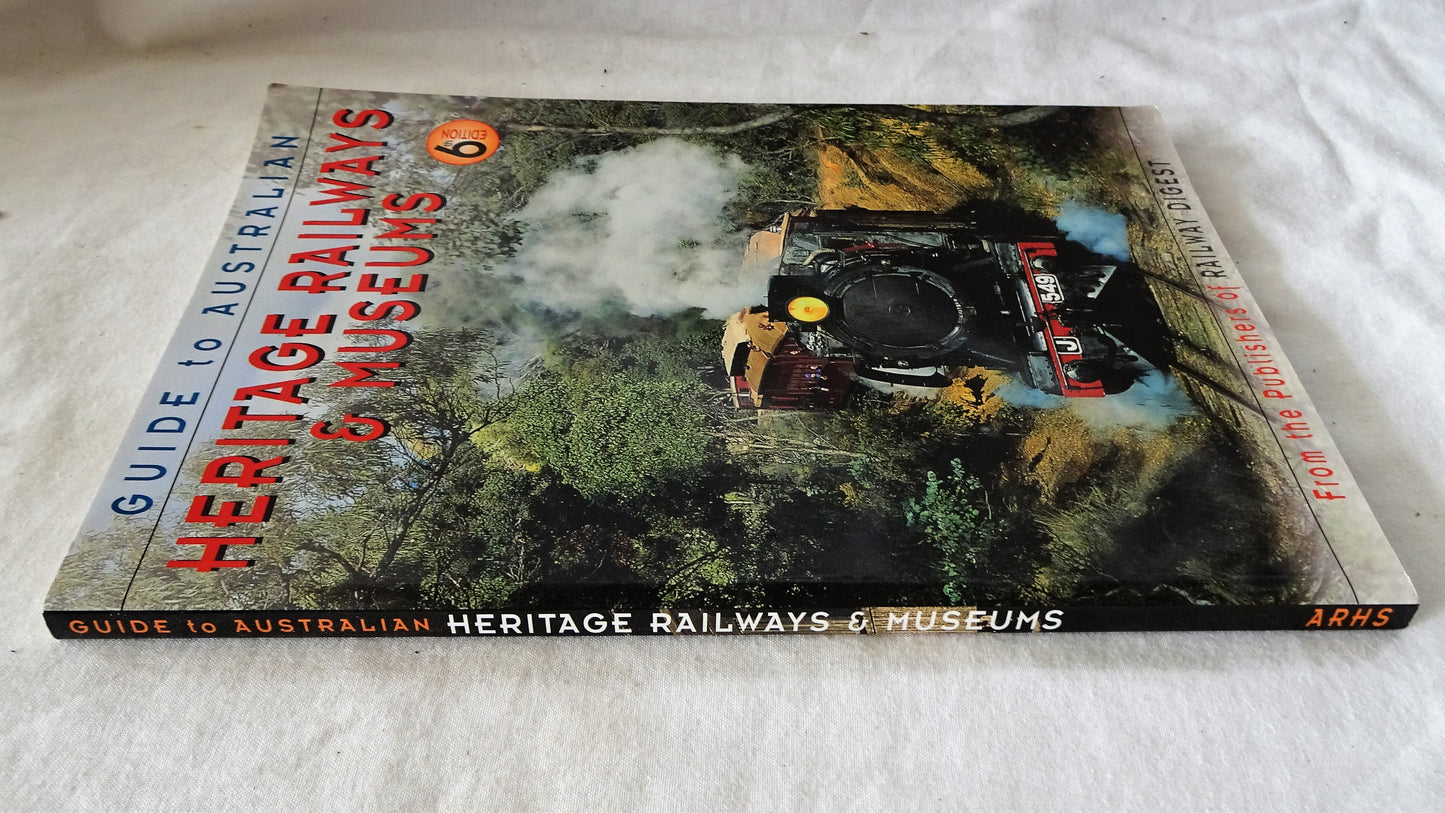 GUIDE to AUSTRALIAN
HERITAGE RAILWAYS
& MUSEUMS
6th
EDITION
J 549
From the Publishers of RAILWAY DIGEST
GUIDE to AUSTRALIAN HERITAGE RAILWAYS & MUSEUMS ARHS